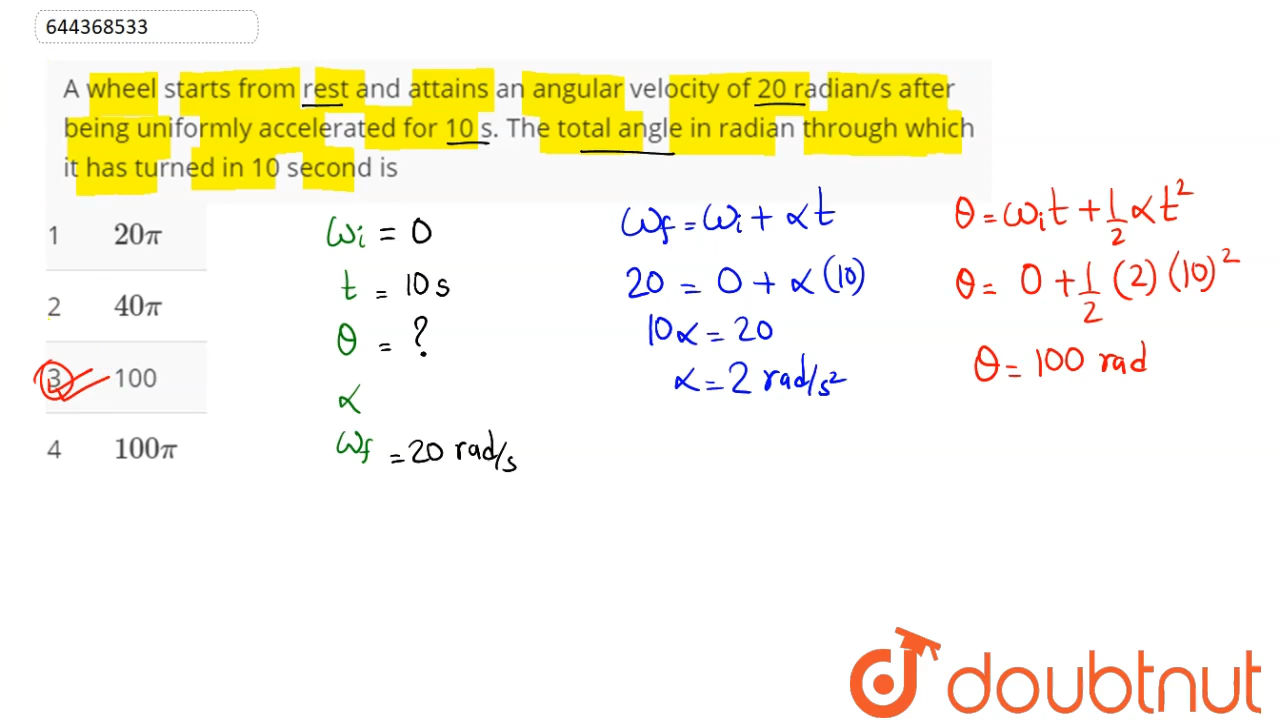 644368533
A wheel starts from rest and attains an angular velocity of 20 radian/s after
being uniformly accelerated for 10 s. The total angle in radian through which
it has turned in 10 second is
1 20π
2 40π
3 100
4 100π
ωi = 0
t = 10 s
θ = ?
α
ωf = 20 rad/s
ωf = ωi + αt
20 = 0 + α(10)
10α = 20
α = 2 rad/s²
θ = ωit + 1/2 αt²
θ = 0 + 1/2 (2) (10)²
θ = 100 rad
doubtnut